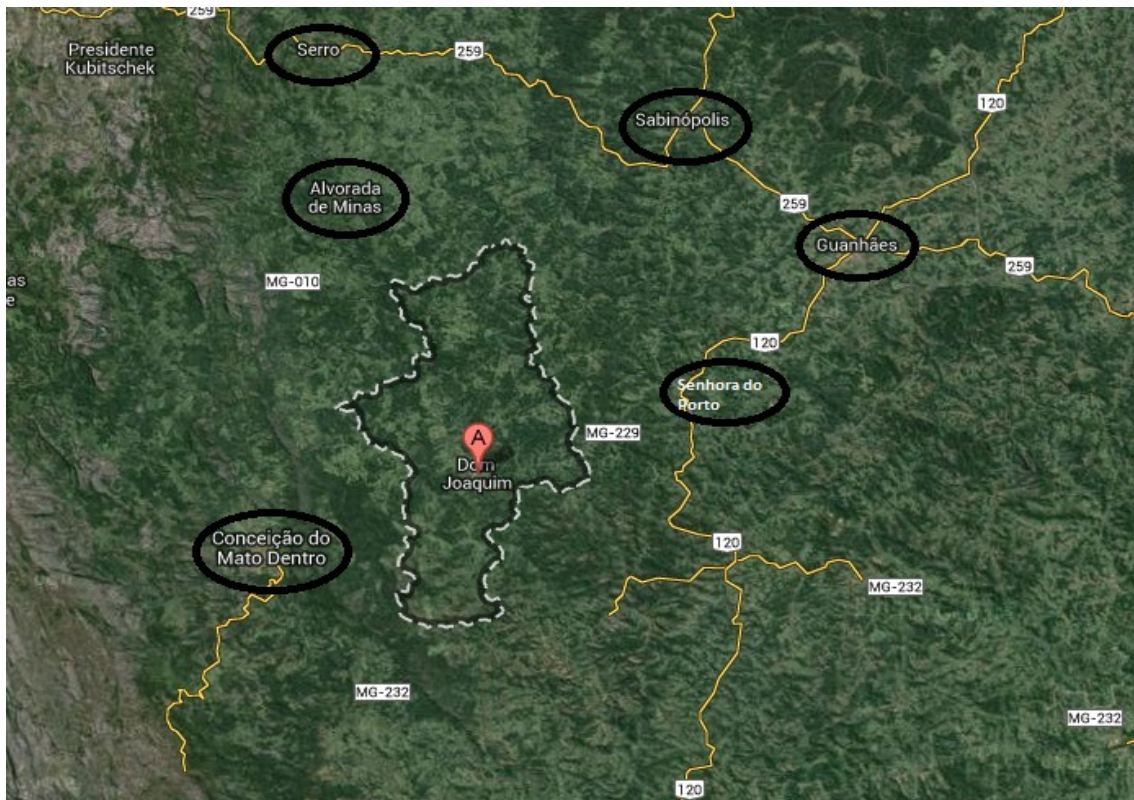 259
Presidente
Kubitschek
Serro
259
120
Sabinópolis
Alvorada
de Minas
259
Guanhães
259
as
e
MG-010
120
Senhora do
Porto
MG-229
A
Dom
Joaquim
Conceição do
Mato Dentro
120
MG-232
MG-232
MG-232
120